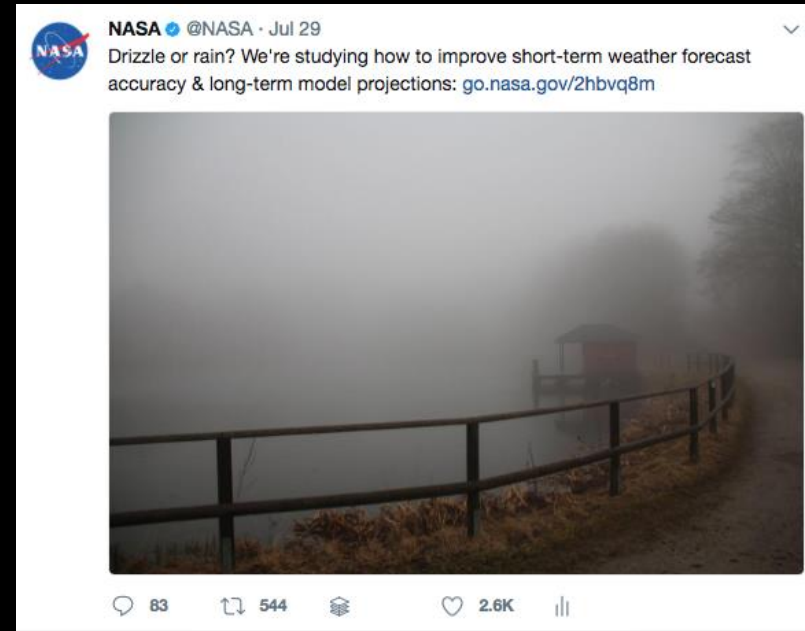 NASA
NASA @NASA · Jul 29
Drizzle or rain? We're studying how to improve short-term weather forecast
accuracy & long-term model projections: go.nasa.gov/2hbvq8m
83 544 2.6K